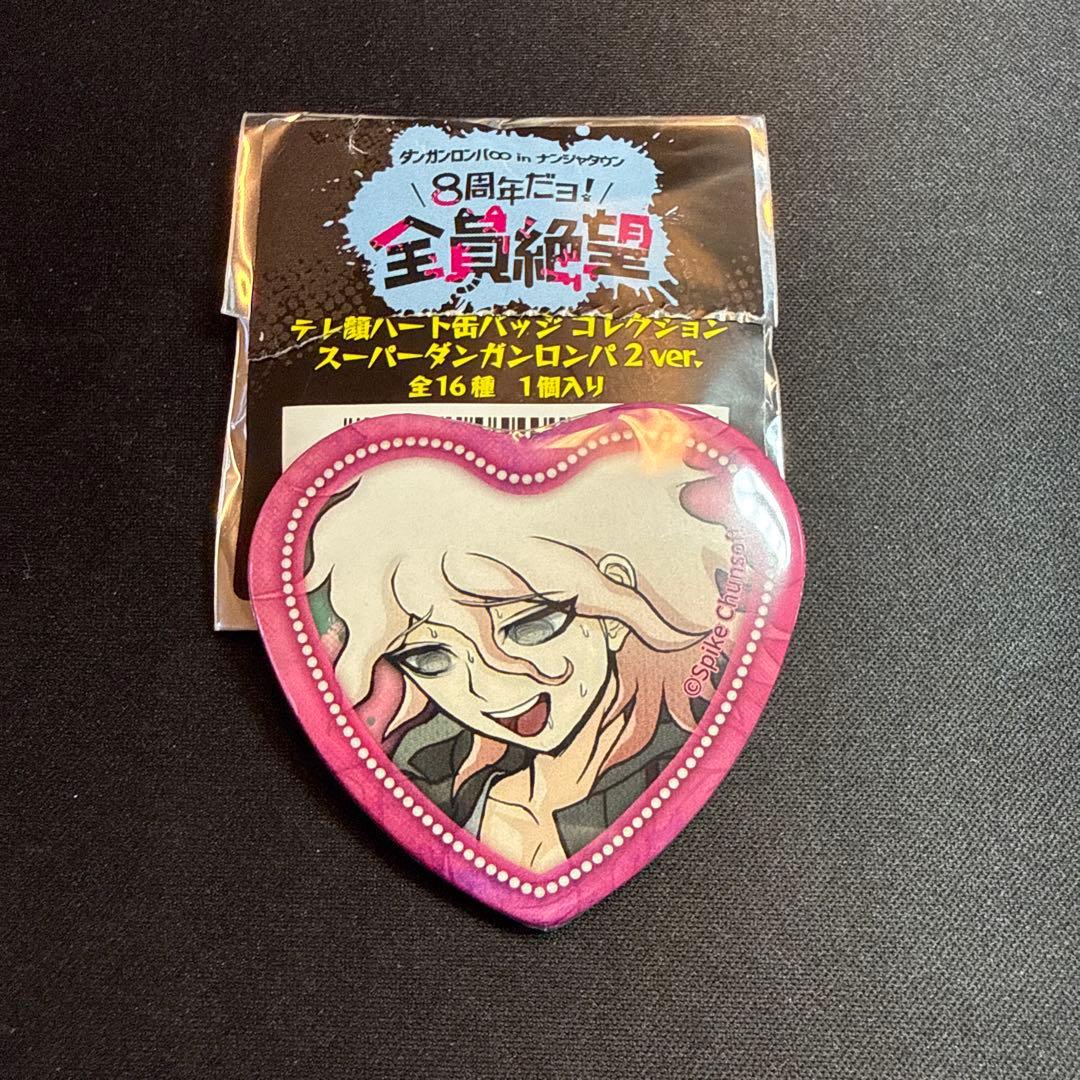 ダンガンロンパ∞ in ナンジャタウン
\ 8周年だョ! /
全員絶望
テレ顔ハート缶バッジ コレクション
スーパーダンガンロンパ2 ver.
全16種 1個入り
©Spike Chunsoft